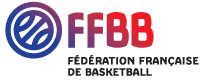 FFBB
FÉDÉRATION FRANÇAISE
DE BASKETBALL